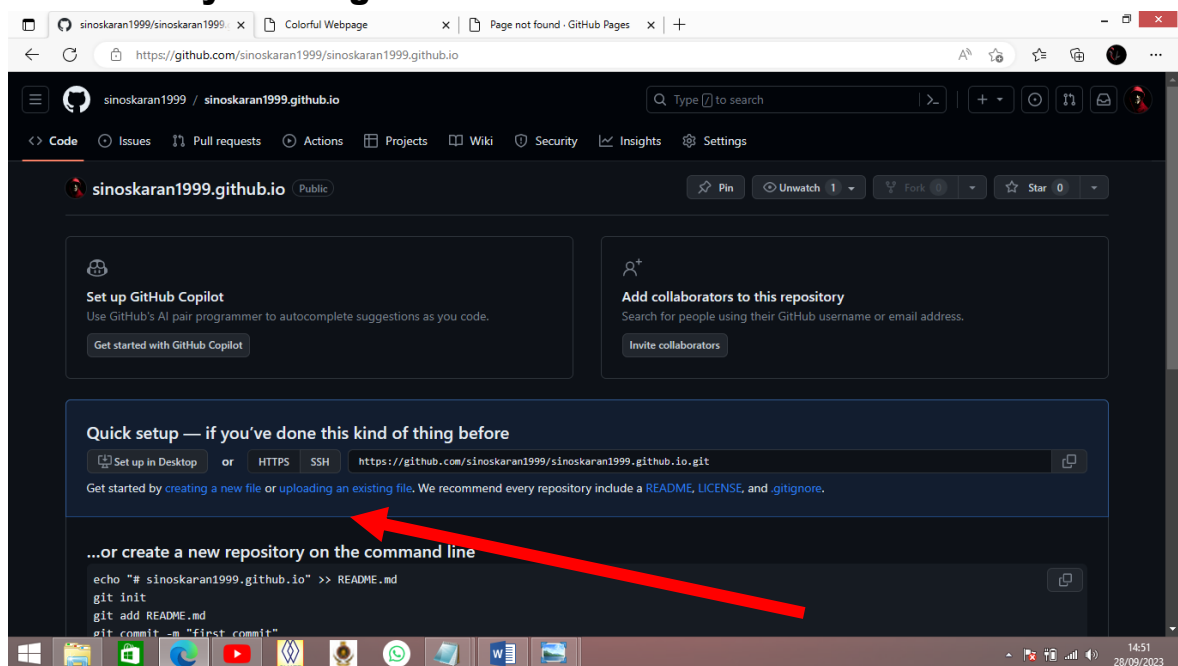 sinoskaran1999/sinoskaran1999.
Colorful Webpage
Page not found · GitHub Pages
https://github.com/sinoskaran1999/sinoskaran1999.github.io
sinoskaran1999 / sinoskaran1999.github.io
Type / to search
Code Issues Pull requests Actions Projects Wiki Security Insights Settings
sinoskaran1999.github.io Public
Pin Unwatch 1 Fork 0 Star 0
Set up GitHub Copilot
Use GitHub's AI pair programmer to autocomplete suggestions as you code.
Get started with GitHub Copilot
Add collaborators to this repository
Search for people using their GitHub username or email address.
Invite collaborators
Quick setup — if you've done this kind of thing before
Set up in Desktop or HTTPS SSH https://github.com/sinoskaran1999/sinoskaran1999.github.io.git
Get started by creating a new file or uploading an existing file. We recommend every repository include a README, LICENSE, and .gitignore.
...or create a new repository on the command line
echo "# sinoskaran1999.github.io" >> README.md
git init
git add README.md
git commit -m "first commit"
14:51
28/09/2023